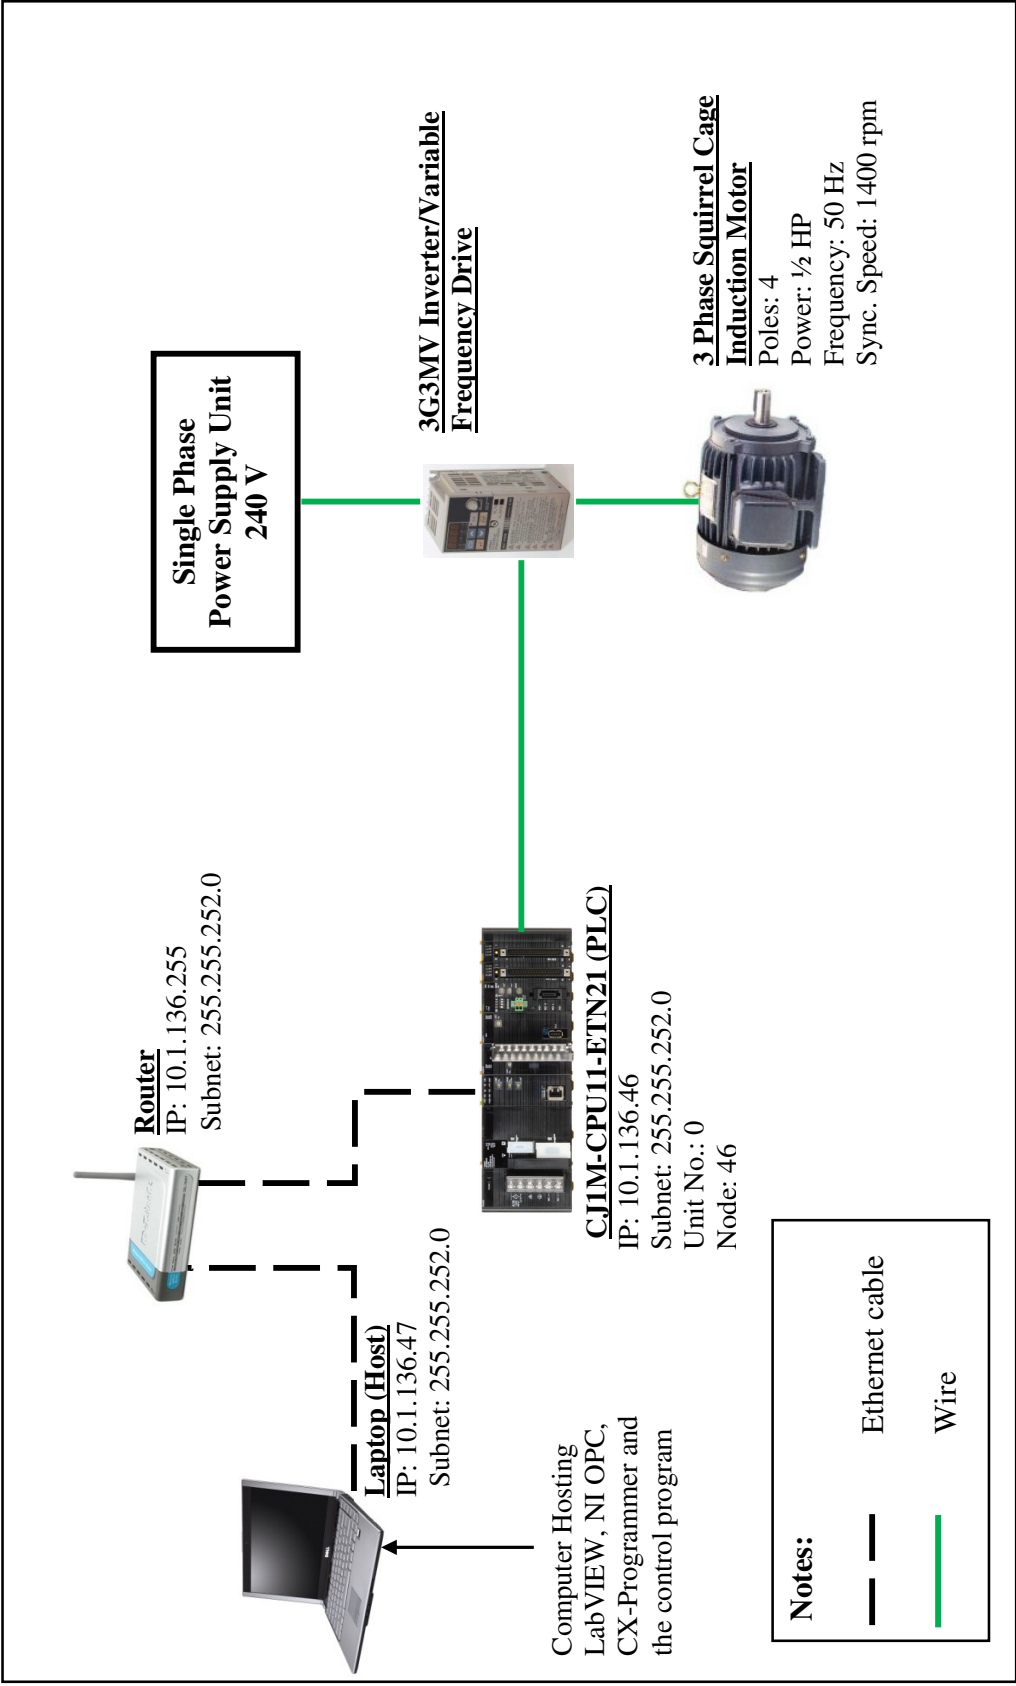 Single Phase
Power Supply Unit
240 V
Router
IP: 10.1.136.255
Subnet: 255.255.252.0
3G3MV Inverter/Variable
Frequency Drive
Laptop (Host)
IP: 10.1.136.47
Subnet: 255.255.252.0
Computer Hosting
LabVIEW, NI OPC,
CX-Programmer and
the control program
CJ1M-CPU11-ETN21 (PLC)
IP: 10.1.136.46
Subnet: 255.255.252.0
Unit No.: 0
Node: 46
3 Phase Squirrel Cage
Induction Motor
Poles: 4
Power: ½ HP
Frequency: 50 Hz
Sync. Speed: 1400 rpm
Notes:
Ethernet cable
Wire